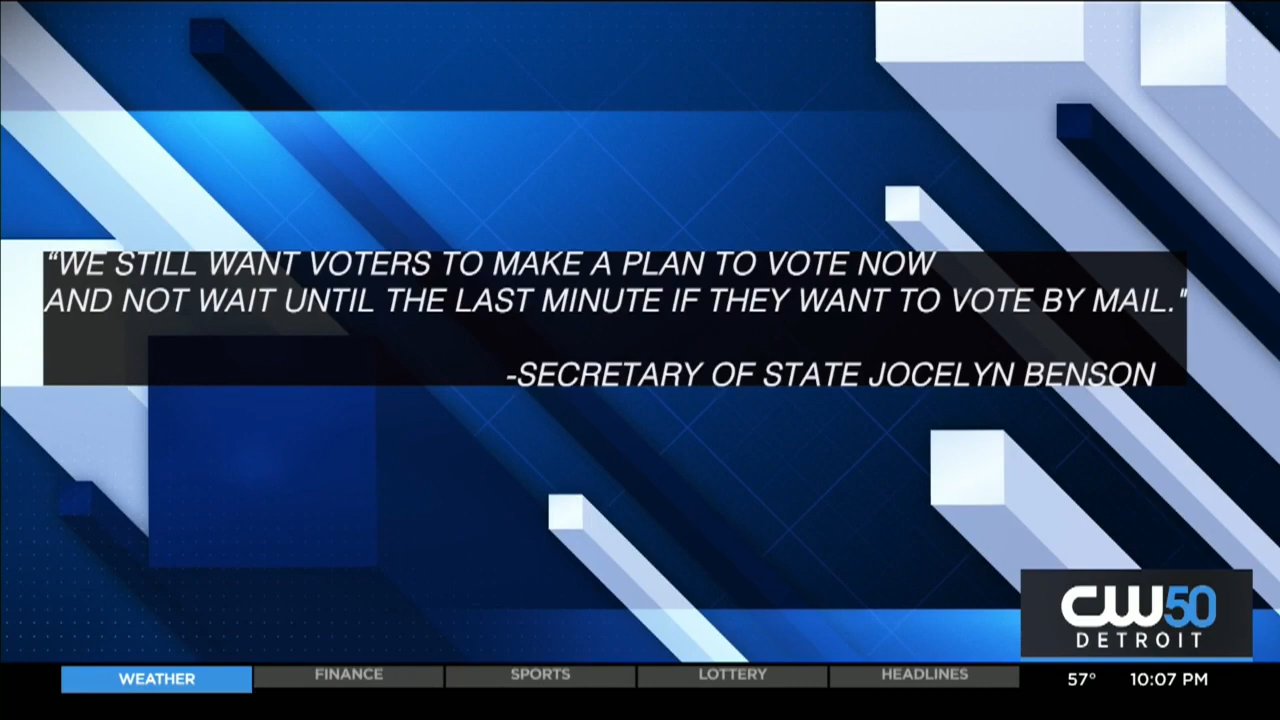 “WE STILL WANT VOTERS TO MAKE A PLAN TO VOTE NOW
AND NOT WAIT UNTIL THE LAST MINUTE IF THEY WANT TO VOTE BY MAIL."
-SECRETARY OF STATE JOCELYN BENSON
CW50
DETROIT
WEATHER FINANCE SPORTS LOTTERY HEADLINES 57° 10:07 PM